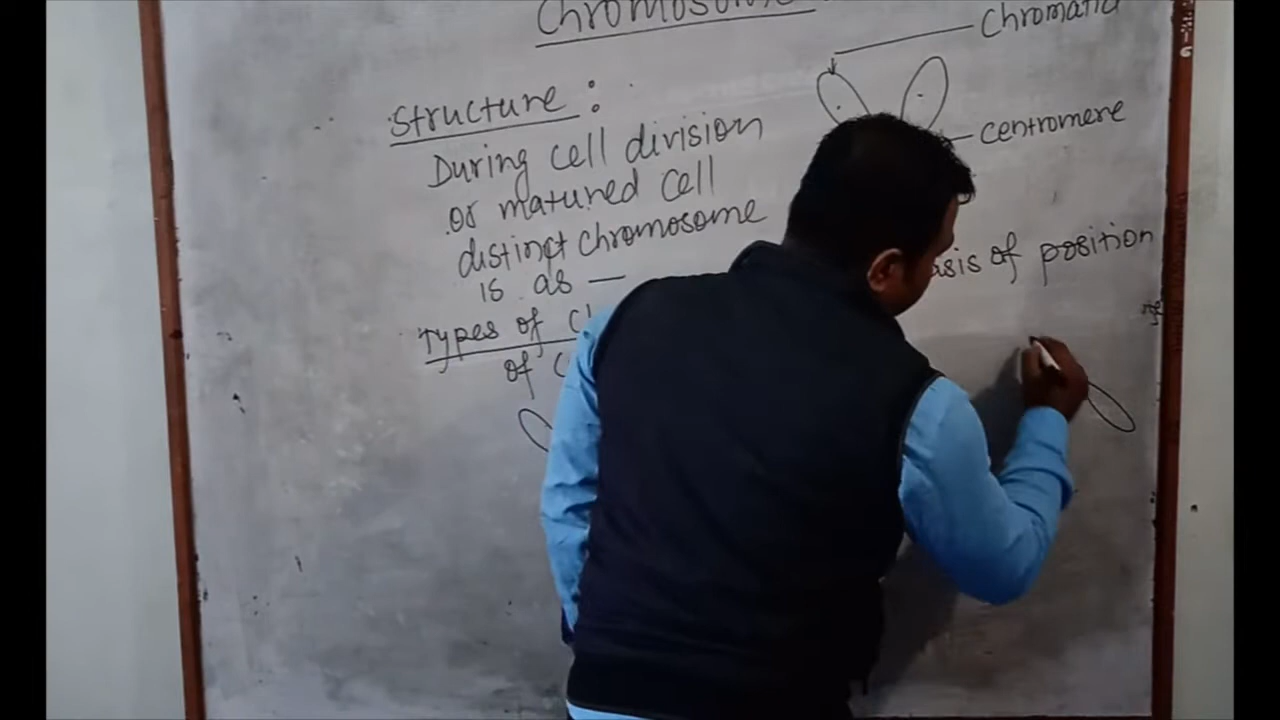 Chromosome
Chromatid
Structure :
centromere
During cell division
or matured cell
distinct chromosome
is as —
asis of position
Types of c
of c